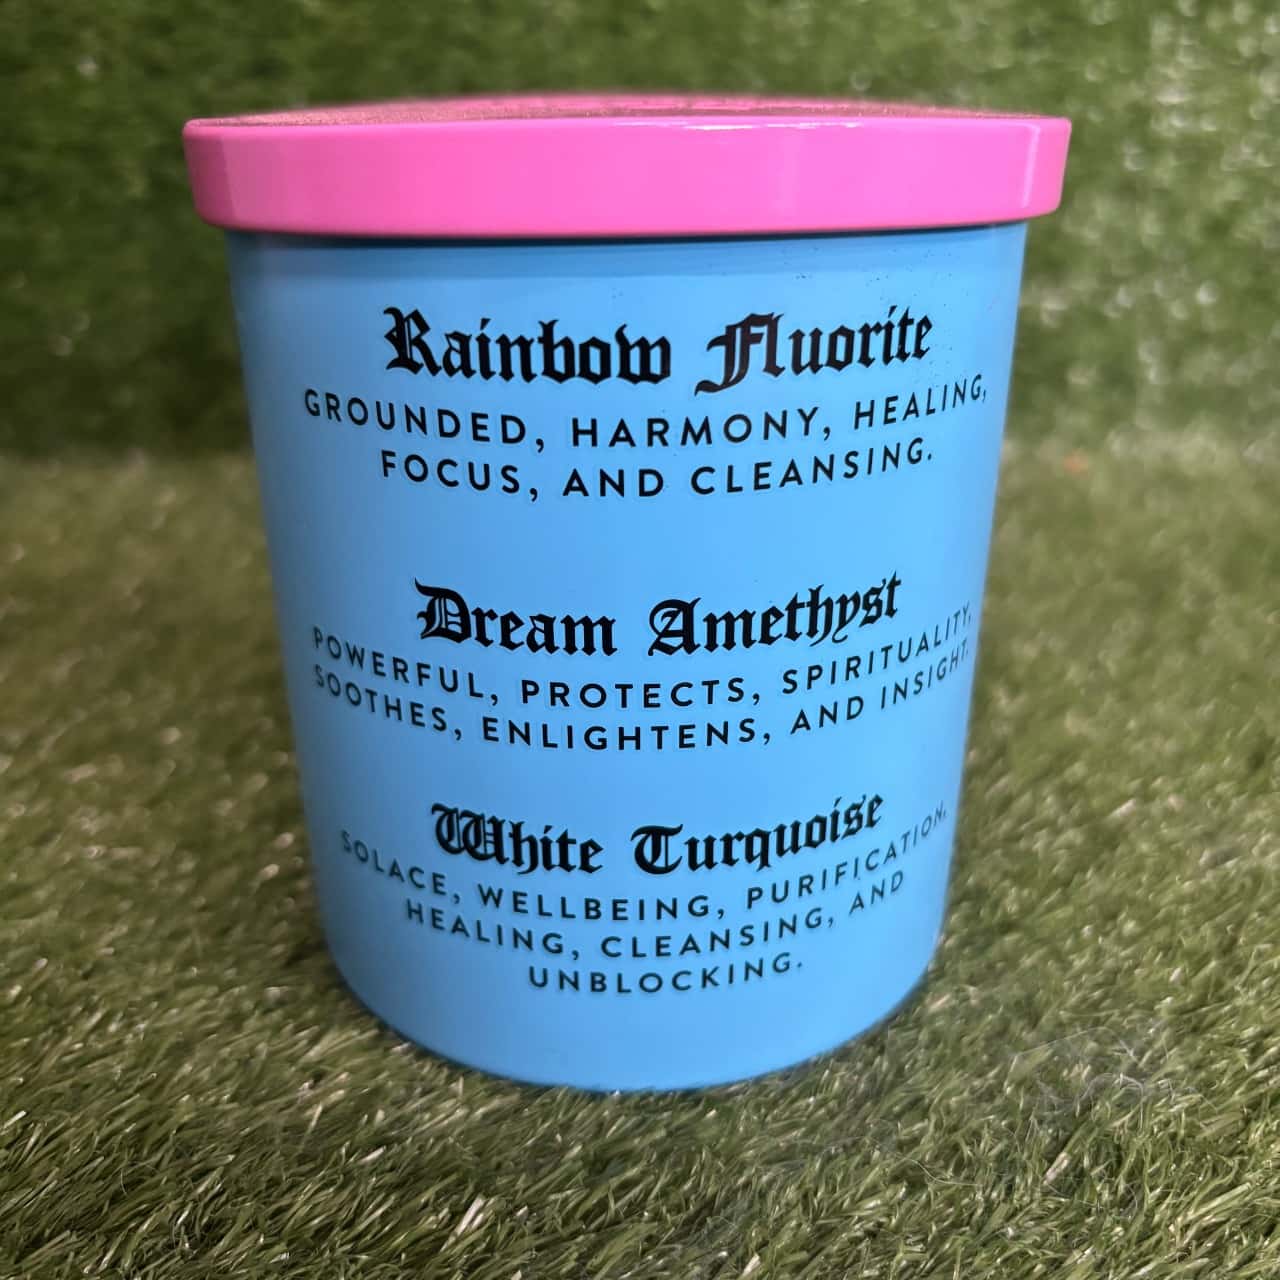 Rainbow Fluorite
GROUNDED, HARMONY, HEALING,
FOCUS, AND CLEANSING.
Dream Amethyst
POWERFUL, PROTECTS, SPIRITUALITY,
SOOTHES, ENLIGHTENS, AND INSIGHT.
White Turquoise
SOLACE, WELLBEING, PURIFICATION,
HEALING, CLEANSING, AND
UNBLOCKING.